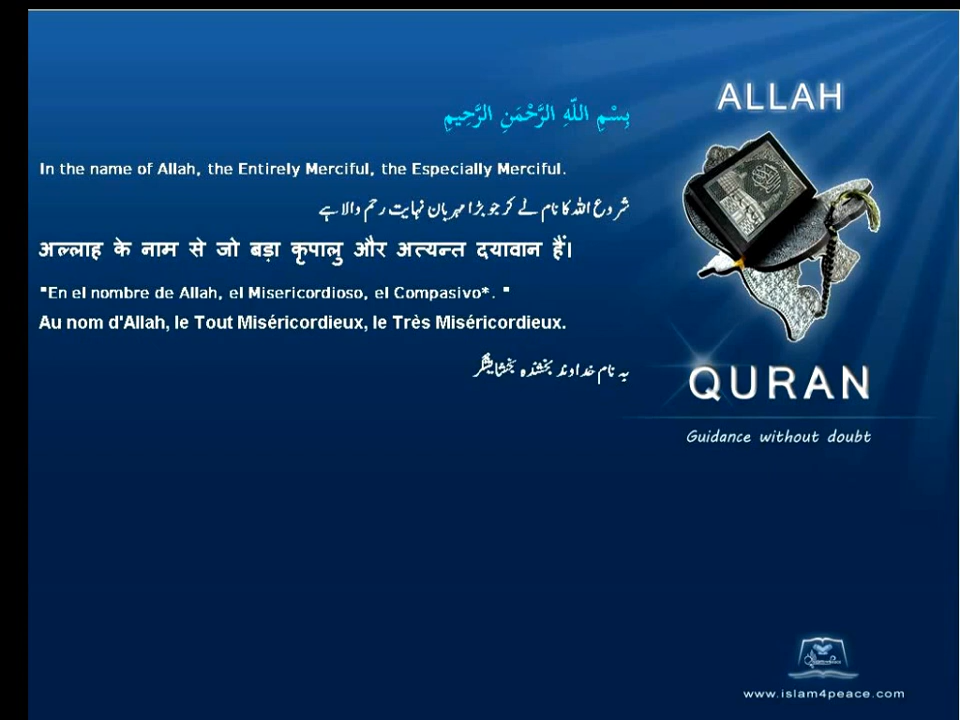 بِسْمِ اللّهِ الرَّحْمَنِ الرَّحِيمِ
In the name of Allah, the Entirely Merciful, the Especially Merciful.
شروع الله کا نام لے کر جو بڑا مہربان نہایت رحم والا ہے
अल्लाह के नाम से जो बड़ा कृपालु और अत्यन्त दयावान हैं।
"En el nombre de Allah, el Misericordioso, el Compasivo*. "
Au nom d'Allah, le Tout Miséricordieux, le Très Miséricordieux.
به نام خداوند بخشنده بخشایشگر
ALLAH
QURAN
Guidance without doubt
www.islam4peace.com